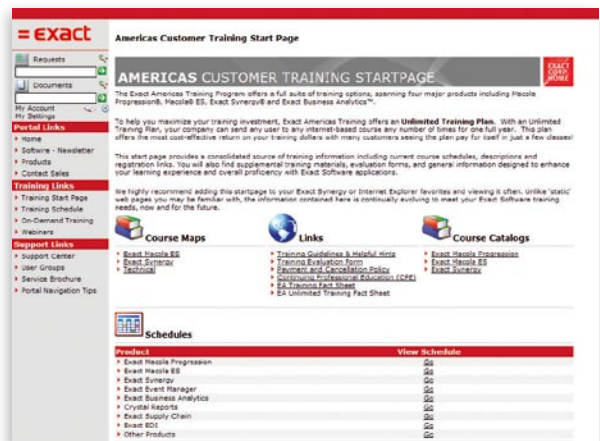 = exact
Requests
Documents
My Account
My Settings
Portal Links
Home
Software - Newsletter
Products
Contact Sales
Training Links
Training Start Page
Training Schedule
On-Demand Training
Webinars
Support Links
Support Center
User Groups
Service Brochure
Portal Navigation Tips
Americas Customer Training Start Page
AMERICAS CUSTOMER TRAINING STARTPAGE
EXACT
CORP.
HOME
The Exact Americas Training Program offers a full suite of training options, spanning four major products including Macola
Progression®, Macola® ES, Exact Synergy® and Exact Business Analytics™.
To help you maximize your training investment, Exact Americas Training offers an Unlimited Training Plan. With an Unlimited
Training Plan, your company can send any user to any internet-based course any number of times for one full year. This plan
offers the most cost-effective return on your training dollars with many customers seeing the plan pay for itself in just a few classes!
This start page provides a consolidated source of training information including current course schedules, descriptions and
registration links. You will also find supplemental training materials, evaluation forms, and general information designed to enhance
your learning experience and overall proficiency with Exact Software applications.
We highly recommend adding this startpage to your Exact Synergy or Internet Explorer favorites and viewing it often. Unlike 'static'
web pages you may be familiar with, the information contained here is continually evolving to meet your Exact Software training
needs, now and for the future.
Course Maps
Exact Macola ES
Exact Synergy
Technical
Links
Training Guidelines & Helpful Hints
Training Evaluation Form
Payment and Cancellation Policy
Continuing Professional Education (CPE)
EA Training Fact Sheet
EA Unlimited Training Fact Sheet
Course Catalogs
Exact Macola Progression
Exact Macola ES
Exact Synergy
Schedules
Product View Schedule
Exact Macola Progression Go
Exact Macola ES Go
Exact Synergy Go
Exact Event Manager Go
Exact Business Analytics Go
Crystal Reports Go
Exact Supply Chain Go
Exact EDI Go
Other Products Go